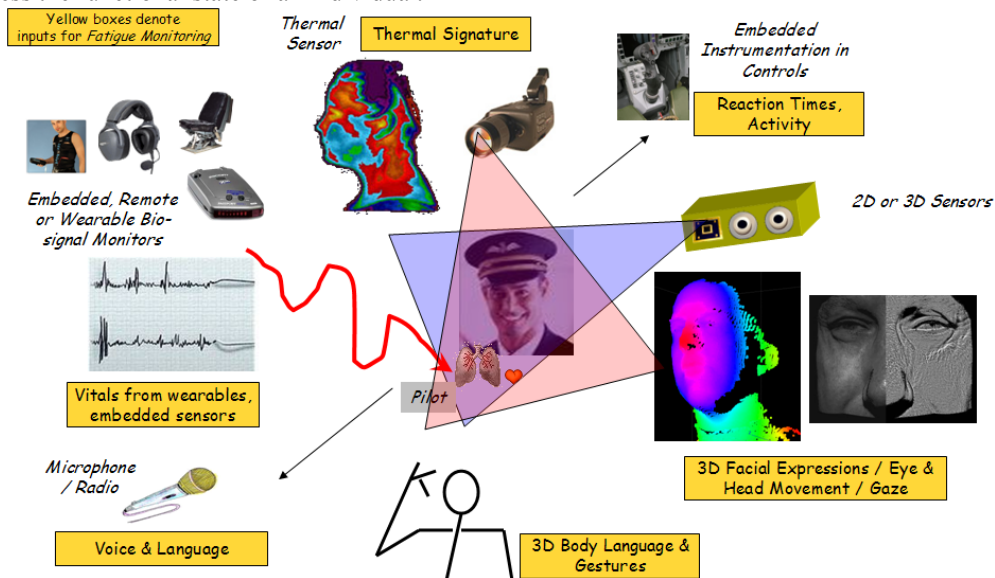 Yellow boxes denote
inputs for Fatigue Monitoring
Thermal
Sensor
Thermal Signature
Embedded
Instrumentation in
Controls
Reaction Times,
Activity
Embedded, Remote
or Wearable Bio-
signal Monitors
2D or 3D Sensors
Vitals from wearables,
embedded sensors
Pilot
Microphone
/ Radio
Voice & Language
3D Facial Expressions / Eye &
Head Movement / Gaze
3D Body Language &
Gestures